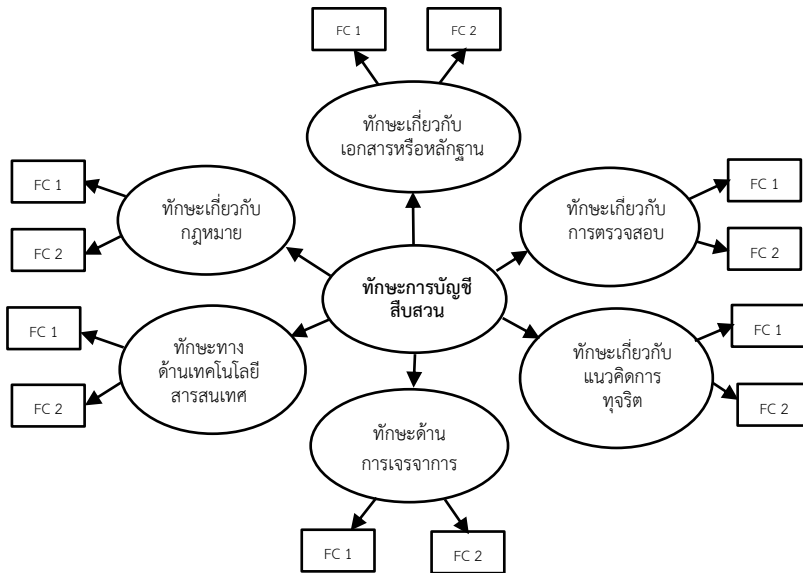 FC 1
FC 2
ทักษะเกี่ยวกับ
เอกสารหรือหลักฐาน
FC 1
FC 2
ทักษะเกี่ยวกับ
กฎหมาย
ทักษะเกี่ยวกับ
การตรวจสอบ
FC 1
FC 2
ทักษะการบัญชี
สืบสวน
FC 1
FC 2
ทักษะทาง
ด้านเทคโนโลยี
สารสนเทศ
ทักษะเกี่ยวกับ
แนวคิดการ
ทุจริต
FC 1
FC 2
ทักษะด้าน
การเจรจาการ
FC 1
FC 2